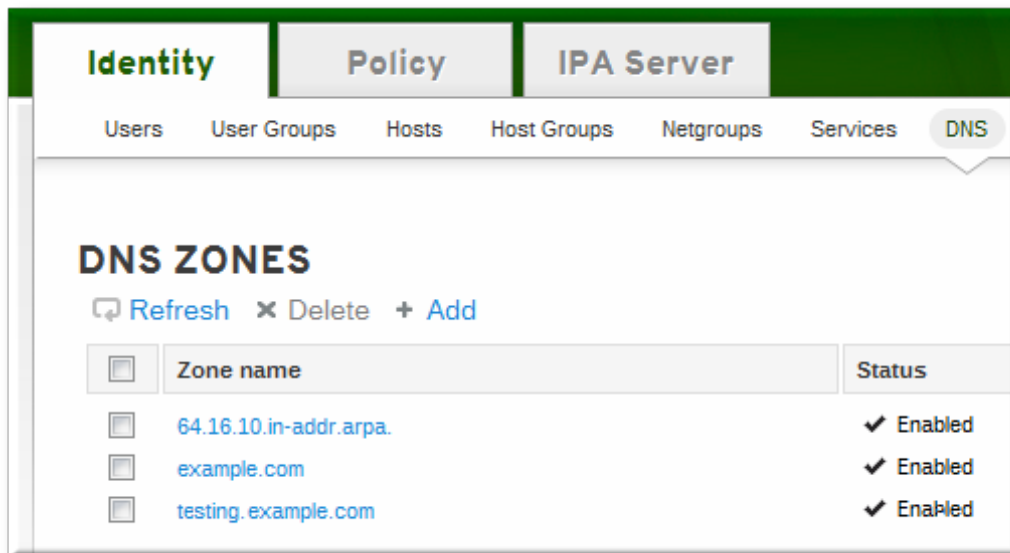 Identity Policy IPA Server
Users User Groups Hosts Host Groups Netgroups Services DNS
DNS ZONES
Refresh Delete + Add
Zone name Status
64.16.10.in-addr.arpa. Enabled
example.com Enabled
testing.example.com Enabled